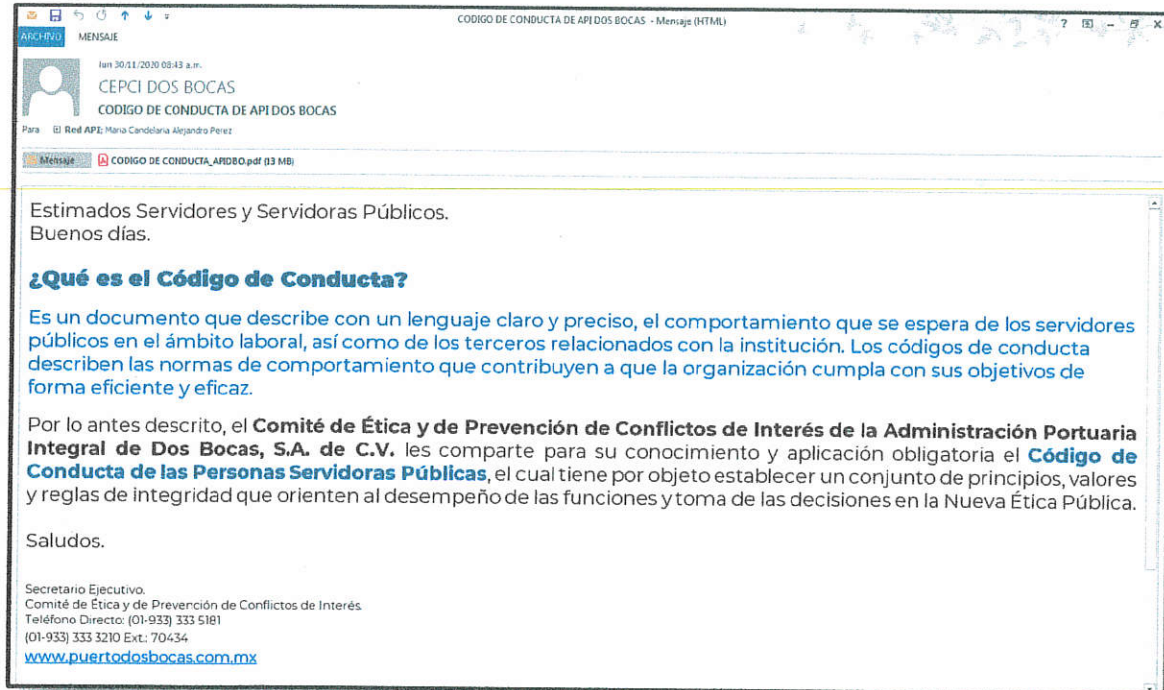 CODIGO DE CONDUCTA DE API DOS BOCAS - Mensaje (HTML)
ARCHIVO MENSAJE
lun 30/11/2020 08:43 a.m.
CEPCI DOS BOCAS
CODIGO DE CONDUCTA DE API DOS BOCAS
Para Red API; Maria Candelaria Alejandro Perez
Mensaje CODIGO DE CONDUCTA_APIDBO.pdf (13 MB)
Estimados Servidores y Servidoras Públicos.
Buenos días.
¿Qué es el Código de Conducta?
Es un documento que describe con un lenguaje claro y preciso, el comportamiento que se espera de los servidores
públicos en el ámbito laboral, así como de los terceros relacionados con la institución. Los códigos de conducta
describen las normas de comportamiento que contribuyen a que la organización cumpla con sus objetivos de
forma eficiente y eficaz.
Por lo antes descrito, el Comité de Ética y de Prevención de Conflictos de Interés de la Administración Portuaria
Integral de Dos Bocas, S.A. de C.V. les comparte para su conocimiento y aplicación obligatoria el Código de
Conducta de las Personas Servidoras Públicas, el cual tiene por objeto establecer un conjunto de principios, valores
y reglas de integridad que orienten al desempeño de las funciones y toma de las decisiones en la Nueva Ética Pública.
Saludos.
Secretario Ejecutivo.
Comité de Ética y de Prevención de Conflictos de Interés.
Teléfono Directo: (01-933) 333 5181
(01-933) 333 3210 Ext.: 70434
www.puertodosbocas.com.mx